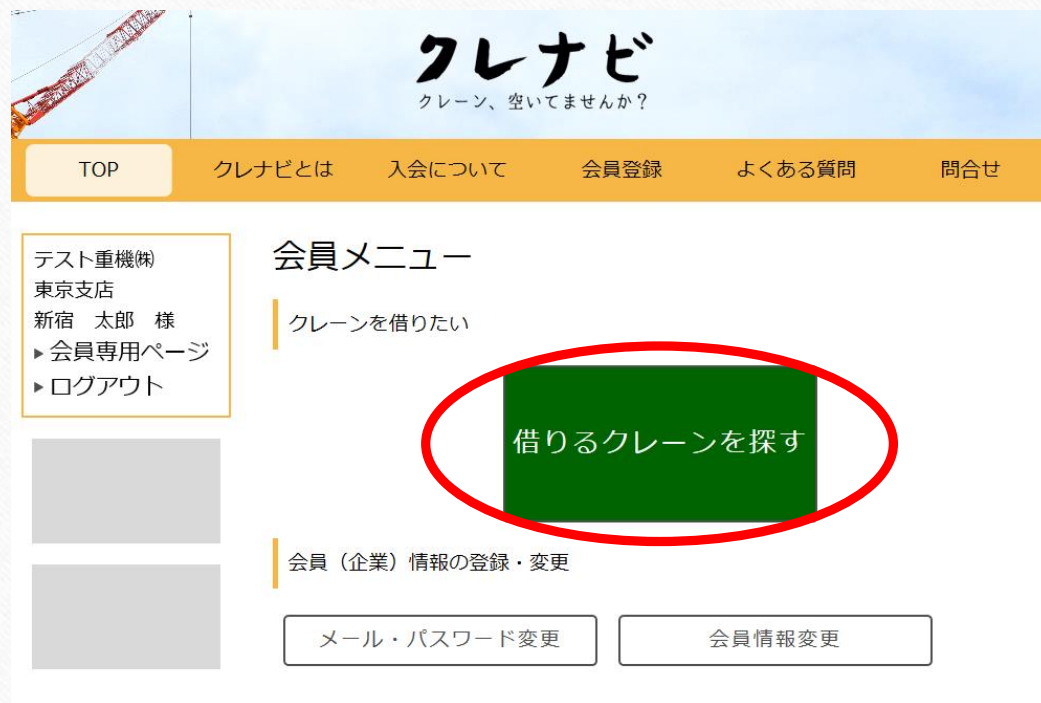 クレナビ
クレーン、空いてませんか？
TOP クレナビとは 入会について 会員登録 よくある質問 問合せ
テスト重機㈱
東京支店
新宿　太郎　様
▶会員専用ページ
▶ログアウト
会員メニュー
クレーンを借りたい
借りるクレーンを探す
会員（企業）情報の登録・変更
メール・パスワード変更 会員情報変更